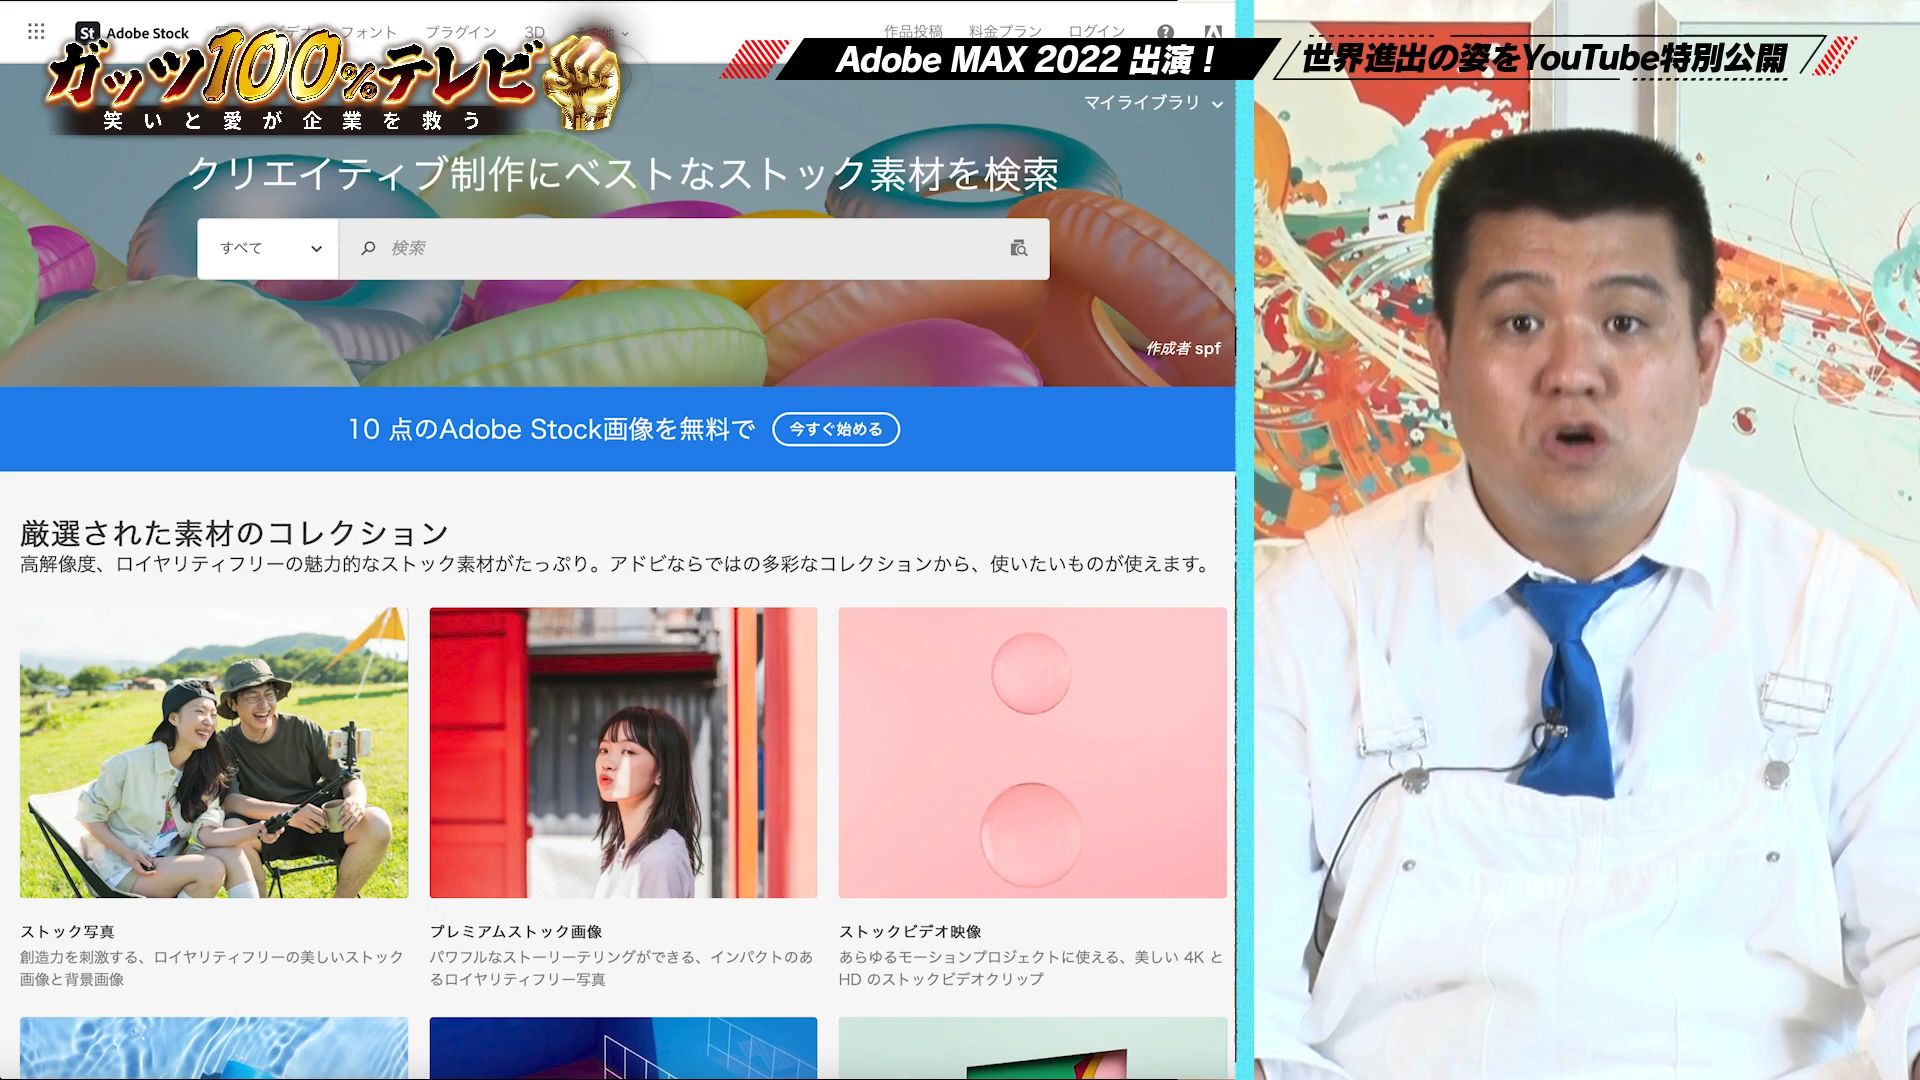 St Adobe Stock
フォント
プラグイン
3D
作品投稿
料金プラン
ログイン
ガッツ100%テレビ
笑いと愛が企業を救う
Adobe MAX 2022 出演！
世界進出の姿をYouTube特別公開
マイライブラリ
クリエイティブ制作にベストなストック素材を検索
すべて
検索
作成者 spf
10 点のAdobe Stock画像を無料で
今すぐ始める
厳選された素材のコレクション
高解像度、ロイヤリティフリーの魅力的なストック素材がたっぷり。アドビならではの多彩なコレクションから、使いたいものが使えます。
ストック写真
創造力を刺激する、ロイヤリティフリーの美しいストック
画像と背景画像
プレミアムストック画像
パワフルなストーリーテリングができる、インパクトのあ
るロイヤリティフリー写真
ストックビデオ映像
あらゆるモーションプロジェクトに使える、美しい 4K と
HD のストックビデオクリップ